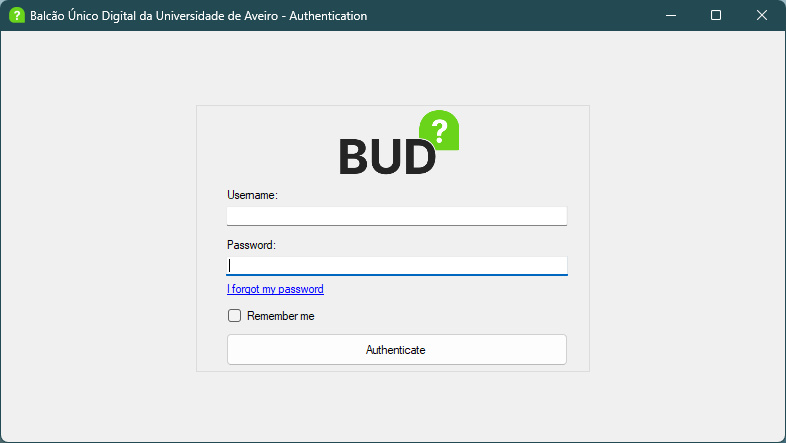 Balcão Único Digital da Universidade de Aveiro - Authentication
BUD?
Username:
Password:
I forgot my password
Remember me
Authenticate